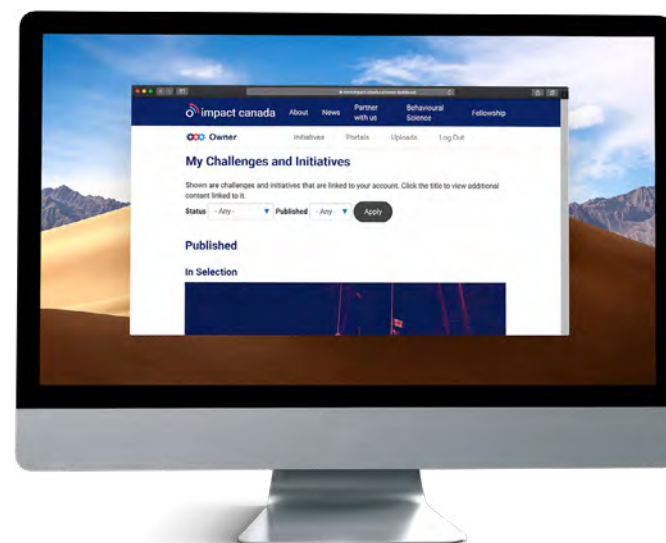 impact canada About News Partner with us Behavioural Science Fellowship
Owner Initiatives Portals Uploads Log Out
My Challenges and Initiatives
Shown are challenges and initiatives that are linked to your account. Click the title to view additional
content linked to it.
Status - Any - Published - Any - Apply
Published
In Selection